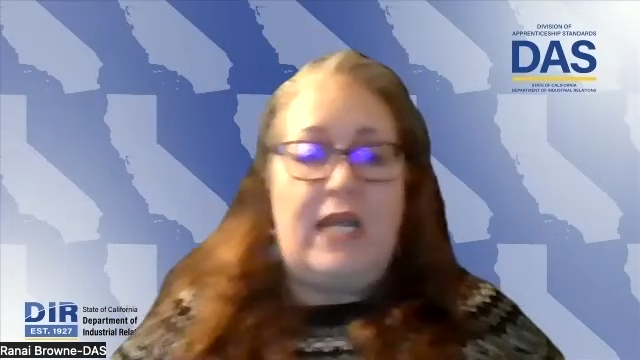 DIVISION OF
APPRENTICESHIP STANDARDS
DAS
STATE OF CALIFORNIA
DEPARTMENT OF INDUSTRIAL RELATIONS
DIR
EST. 1927
State of California
Department of
Industrial Rela
Ranai Browne-DAS